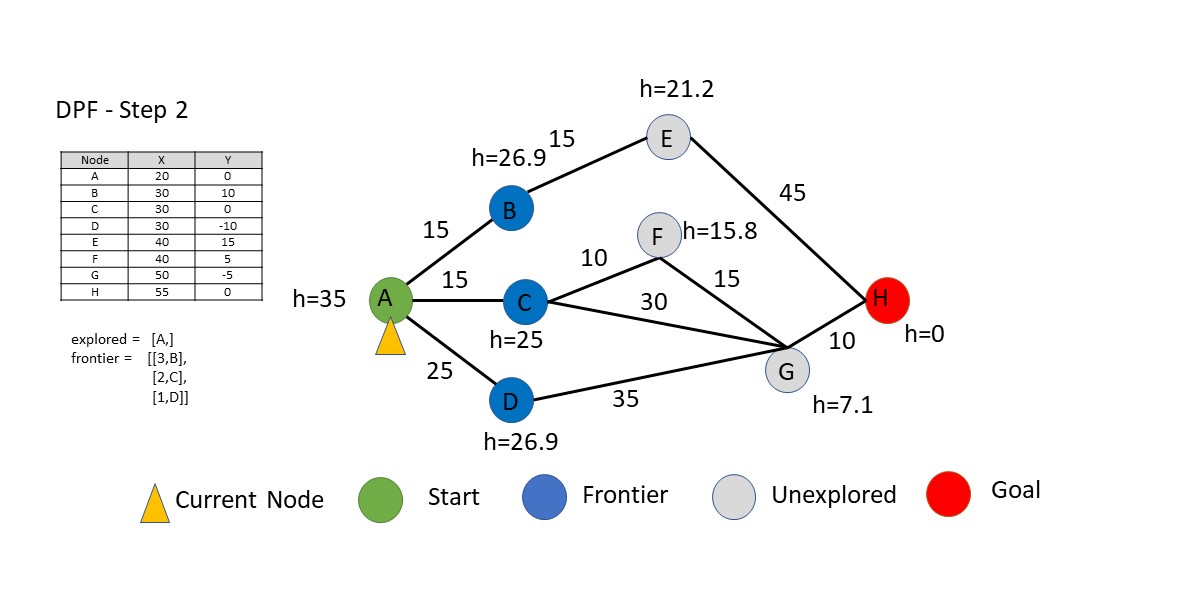 DPF - Step 2
Node X Y
A 20 0
B 30 10
C 30 0
D 30 -10
E 40 15
F 40 5
G 50 -5
H 55 0
explored = [A,]
frontier = [[3,B],
[2,C],
[1,D]]
h=21.2
E
15
h=26.9
B
45
15
F
h=15.8
10
15
15
30
h=35
A
C
h=25
H
h=0
10
25
G
h=7.1
D
35
h=26.9
Current Node
Start
Frontier
Unexplored
Goal